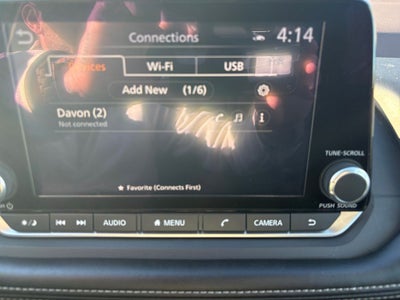 Connections 4:14
Wi-Fi USB
Add New (1/6)
Davon (2) i
Not connected
★ Favorite (Connects First)
TUNE·SCROLL
PUSH SOUND
AUDIO MENU CAMERA